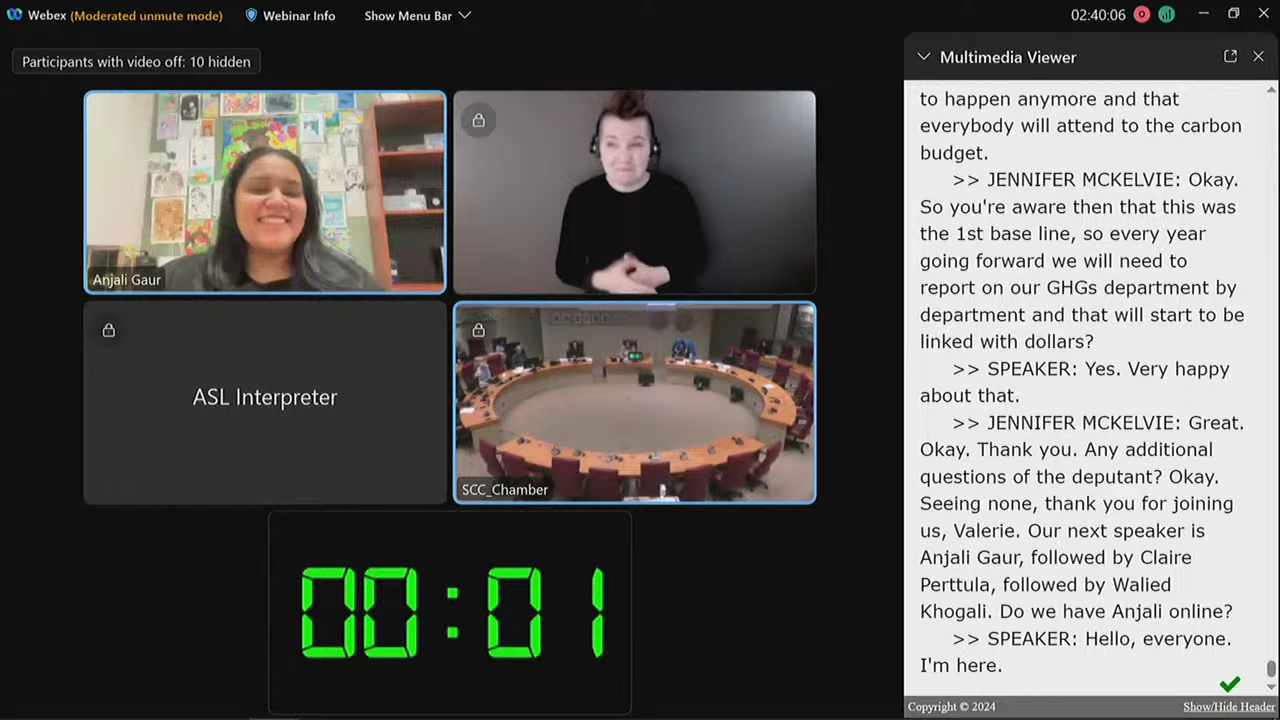 Webex (Moderated unmute mode) Webinar Info Show Menu Bar 02:40:06
Participants with video off: 10 hidden
Anjali Gaur
ASL Interpreter
SCC_Chamber
00:01
Multimedia Viewer
to happen anymore and that
everybody will attend to the carbon
budget.
>> JENNIFER MCKELVIE: Okay.
So you're aware then that this was
the 1st base line, so every year
going forward we will need to
report on our GHGs department by
department and that will start to be
linked with dollars?
>> SPEAKER: Yes. Very happy
about that.
>> JENNIFER MCKELVIE: Great.
Okay. Thank you. Any additional
questions of the deputant? Okay.
Seeing none, thank you for joining
us, Valerie. Our next speaker is
Anjali Gaur, followed by Claire
Perttula, followed by Walied
Khogali. Do we have Anjali online?
>> SPEAKER: Hello, everyone.
I'm here.
Copyright © 2024 Show/Hide Header